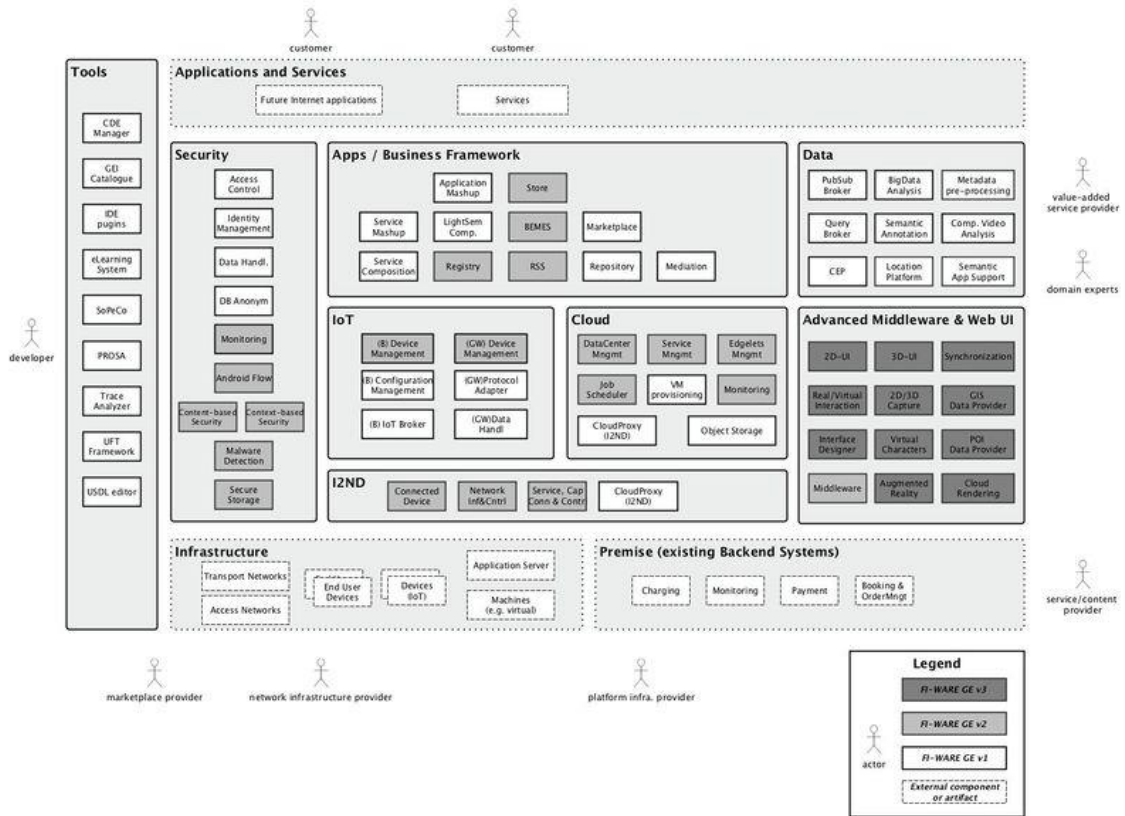 customer
customer
Tools
CDE
Manager
GEI
Catalogue
IDE
pugins
eLearning
System
SoPeCo
PROSA
Trace
Analyzer
UFT
Framework
USDL editor
Applications and Services
Future Internet applications
Services
Security
Access
Control
Identity
Management
Data Handl.
DB Anonym
Monitoring
Android Flow
Content-based
Security
Context-based
Security
Malware
Detection
Secure
Storage
Apps / Business Framework
Application
Mashup
Store
Service
Mashup
LightSem
Comp.
BEMES
Marketplace
Service
Composition
Registry
RSS
Repository
Mediation
Data
PubSub
Broker
BigData
Analysis
Metadata
pre-processing
Query
Broker
Semantic
Annotation
Comp. Video
Analysis
CEP
Location
Platform
Semantic
App Support
value-added
service provider
domain experts
developer
IoT
(B) Device
Management
(GW) Device
Management
(B) Configuration
Management
(GW)Protocol
Adapter
(B) IoT Broker
(GW)Data
Handl
Cloud
DataCenter
Mngmt
Service
Mngmt
Edgelets
Mngmt
Job
Scheduler
VM
provisioning
Monitoring
CloudProxy
(I2ND)
Object Storage
Advanced Middleware & Web UI
2D-UI
3D-UI
Synchronization
Real/Virtual
Interaction
2D/3D
Capture
GIS
Data Provider
Interface
Designer
Virtual
Characters
POI
Data Provider
Middleware
Augmented
Reality
Cloud
Rendering
I2ND
Connected
Device
Network
Inf&Cntrl
Service, Cap
Conn & Contr
CloudProxy
(I2ND)
Infrastructure
Transport Networks
Access Networks
End User
Devices
Devices
(IoT)
Application Server
Machines
(e.g. virtual)
Premise (existing Backend Systems)
Charging
Monitoring
Payment
Booking &
OrderMngt
service/content
provider
marketplace provider
network infrastructure provider
platform infra. provider
Legend
FI-WARE GE v3
FI-WARE GE v2
FI-WARE GE v1
External component
or artifact
actor